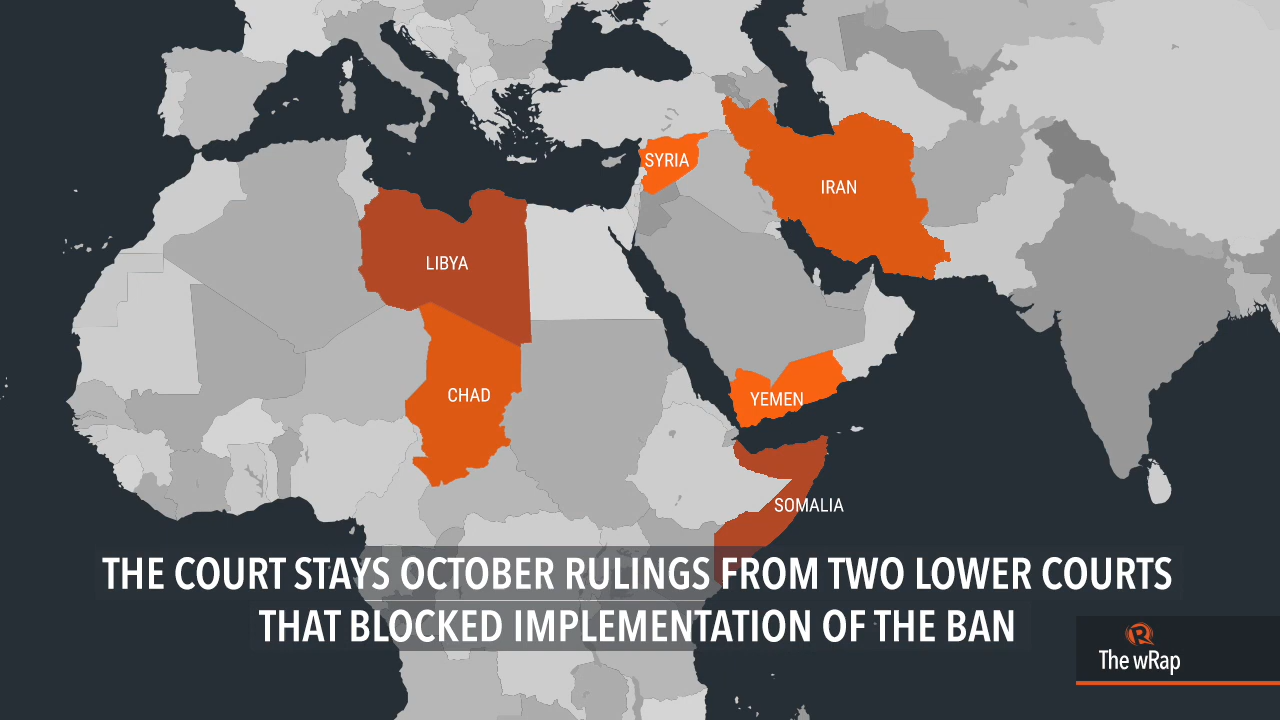 SYRIA
IRAN
LIBYA
CHAD
YEMEN
SOMALIA
THE COURT STAYS OCTOBER RULINGS FROM TWO LOWER COURTS
THAT BLOCKED IMPLEMENTATION OF THE BAN
R
The wRap